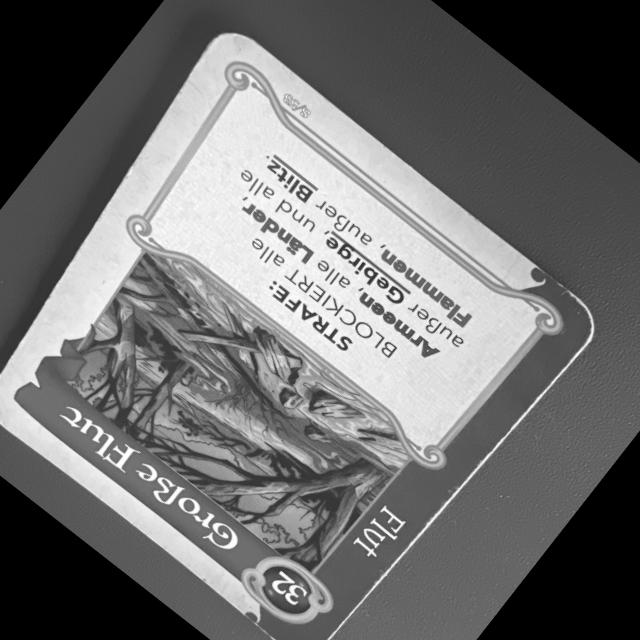 32
Große Flut
Flut
STRAFE:
BLOCKIERT alle
Armeen, alle Länder,
außer Gebirge, und alle
Flammen, außer Blitz.